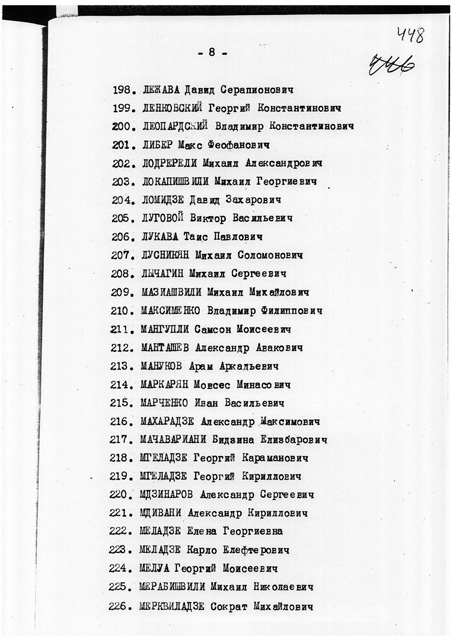 448
446
- 8 -
198. ЛЕЖАВА Давид Серапионович
199. ЛЕНКОВСКИЙ Георгий Константинович
200. ЛЕОПАРДСКИЙ Владимир Константинович
201. ЛИБЕР Макс Феофанович
202. ЛОДРЕРЕЛИ Михаил Александрович
203. ЛОКАПИШВИЛИ Михаил Георгиевич
204. ЛОМИДЗЕ Давид Захарович
205. ЛУГОВОЙ Виктор Васильевич
206. ЛУКАВА Таис Павлович
207. ЛУСНИКЯН Михаил Соломонович
208. ЛЫЧАГИН Михаил Сергеевич
209. МАЗИАШВИЛИ Михаил Михайлович
210. МАКСИМЕНКО Владимир Филиппович
211. МАНГУПЛИ Самсон Моисеевич
212. МАНТАШЕВ Александр Авакович
213. МАНУКОВ Арам Аркадьевич
214. МАРКАРЯН Мовсес Минасович
215. МАРЧЕНКО Иван Васильевич
216. МАХАРАДЗЕ Александр Максимович
217. МАЧАВАРИАНИ Бидзина Елизбарович
218. МГЕЛАДЗЕ Георгий Караманович
219. МГЕЛАДЗЕ Георгий Кириллович
220. МДЗИНАРОВ Александр Сергеевич
221. МДИВАНИ Александр Кириллович
222. МЕЛАДЗЕ Елена Георгиевна
223. МЕЛАДЗЕ Карло Елефтерович
224. МЕЛУА Георгий Моисеевич
225. МЕРАБИШВИЛИ Михаил Николаевич
226. МЕРКВИЛАДЗЕ Сократ Михайлович